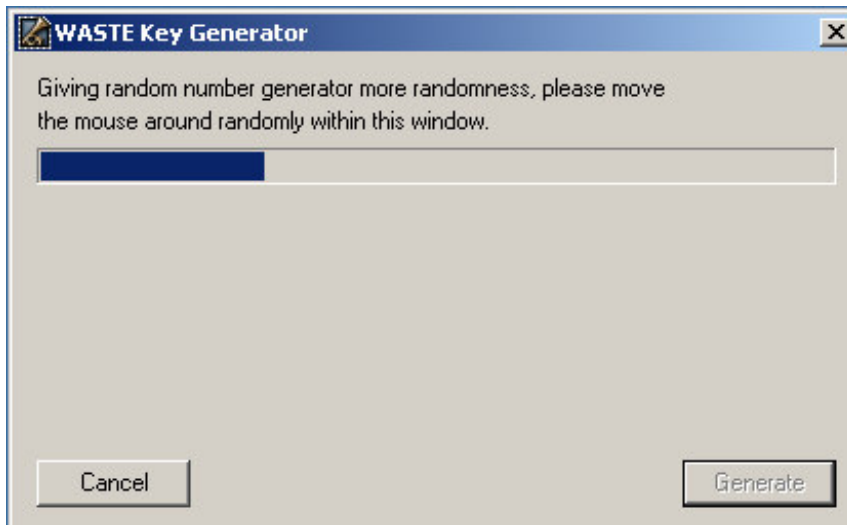 WASTE Key Generator
Giving random number generator more randomness, please move
the mouse around randomly within this window.
Cancel
Generate